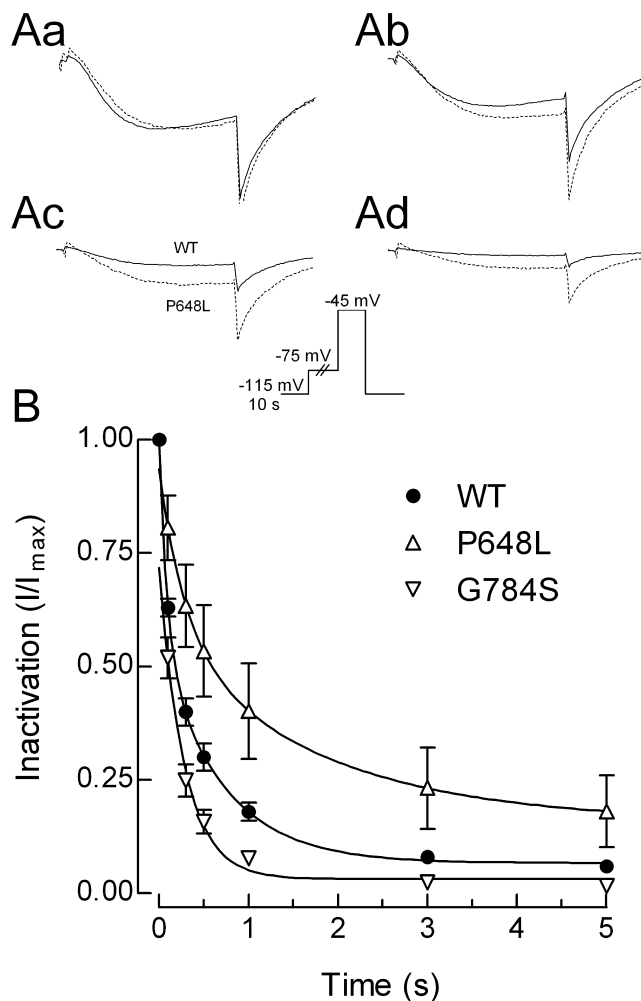 Aa
Ab
Ac
Ad
WT
P648L
-45 mV
-75 mV
-115 mV
10 s
B
1.00
0.75
0.50
0.25
0.00
Inactivation (I/Imax)
WT
P648L
G784S
0 1 2 3 4 5
Time (s)